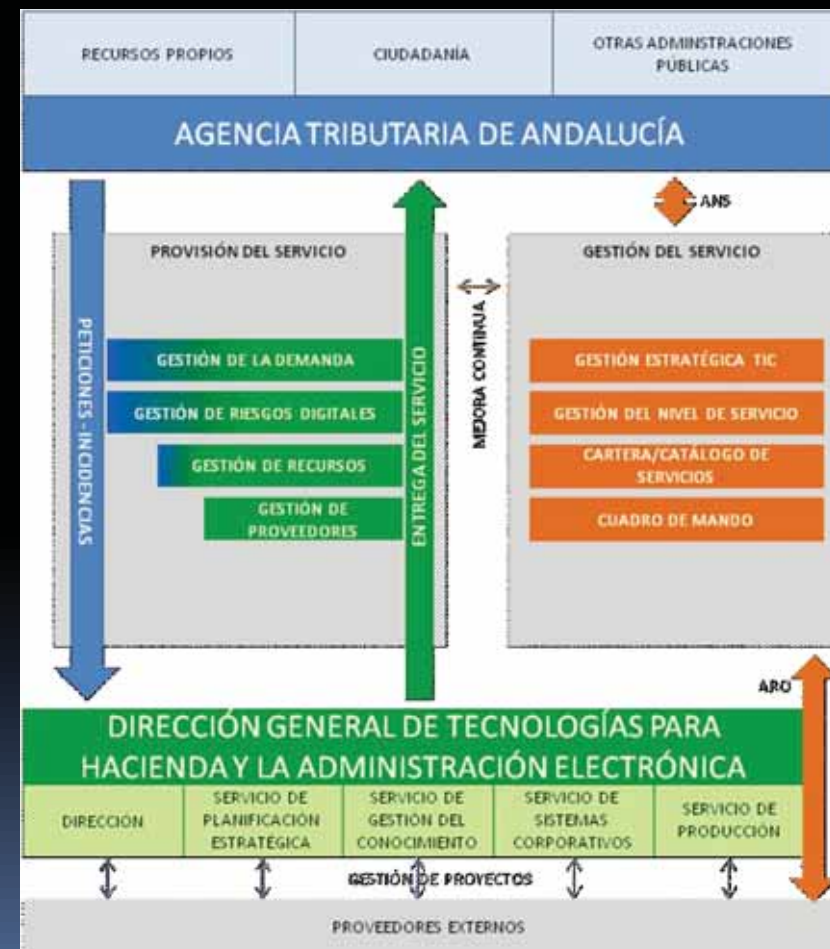 RECURSOS PROPIOS
CIUDADANÍA
OTRAS ADMINSTRACIONES
PÚBLICAS
AGENCIA TRIBUTARIA DE ANDALUCÍA
ANS
PROVISIÓN DEL SERVICIO
GESTIÓN DEL SERVICIO
PETICIONES - INCIDENCIAS
GESTIÓN DE LA DEMANDA
GESTIÓN DE RIESGOS DIGITALES
GESTIÓN DE RECURSOS
GESTIÓN DE
PROVEEDORES
ENTREGA DEL SERVICIO
MEJORA CONTINUA
GESTIÓN ESTRATÉGICA TIC
GESTIÓN DEL NIVEL DE SERVICIO
CARTERA/CATÁLOGO DE
SERVICIOS
CUADRO DE MANDO
ARO
DIRECCIÓN GENERAL DE TECNOLOGÍAS PARA
HACIENDA Y LA ADMINISTRACIÓN ELECTRÓNICA
DIRECCIÓN
SERVICIO DE
PLANIFICACION
ESTRATÉGICA
SERVICIO DE
GESTIÓN DEL
CONOCIMIENTO
SERVICIO DE
SISTEMAS
CORPORATIVOS
SERVICIO DE
PRODUCCIÓN
GESTIÓN DE PROYECTOS
PROVEEDORES EXTERNOS